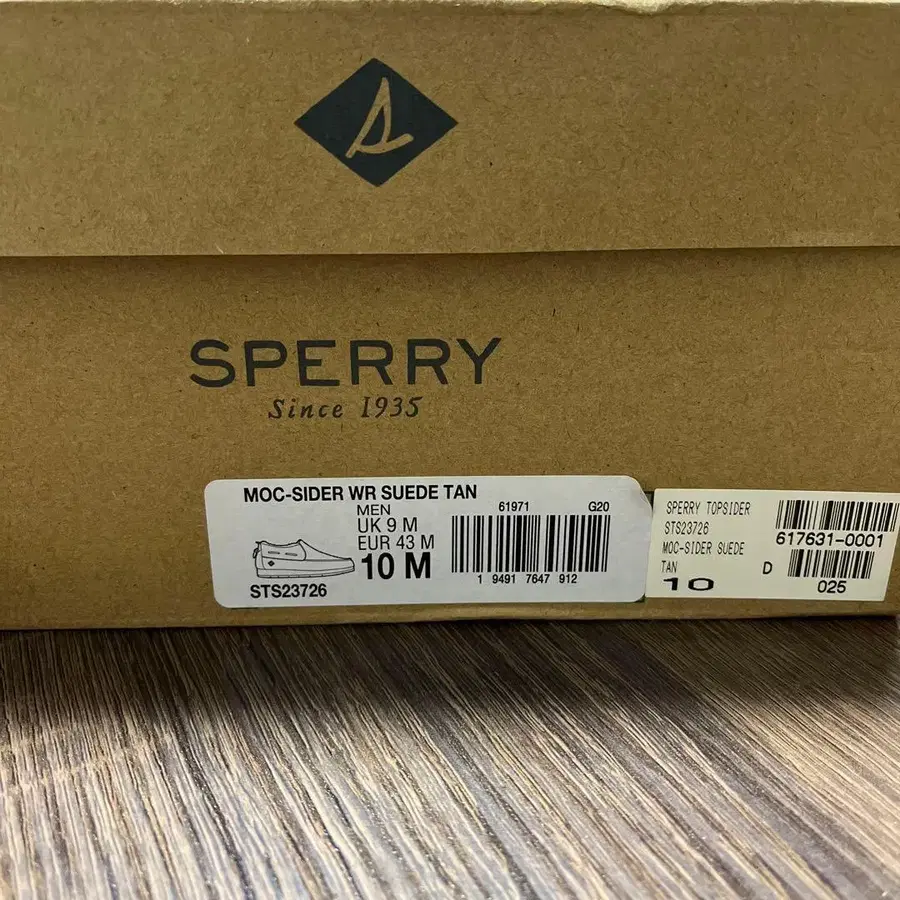 SPERRY
Since 1935
MOC-SIDER WR SUEDE TAN
MEN
UK 9 M
EUR 43 M
10 M
STS23726
61971 G20
1 9491 7647 912
SPERRY TOPSIDER
STS23726
MOC-SIDER SUEDE
TAN
10 D
617631-0001
025